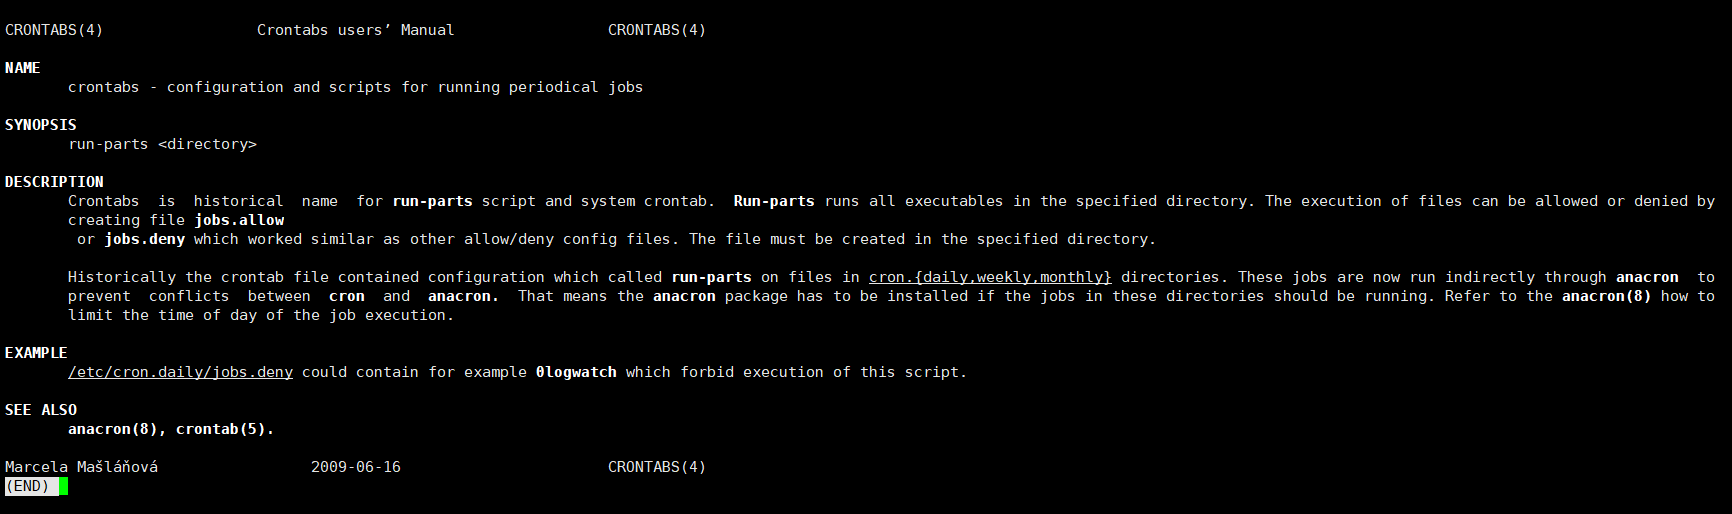 CRONTABS(4) Crontabs users’ Manual CRONTABS(4)
NAME
crontabs - configuration and scripts for running periodical jobs
SYNOPSIS
run-parts <directory>
DESCRIPTION
Crontabs is historical name for run-parts script and system crontab. Run-parts runs all executables in the specified directory. The execution of files can be allowed or denied by
creating file jobs.allow
or jobs.deny which worked similar as other allow/deny config files. The file must be created in the specified directory.
Historically the crontab file contained configuration which called run-parts on files in cron.{daily,weekly,monthly} directories. These jobs are now run indirectly through anacron to
prevent conflicts between cron and anacron. That means the anacron package has to be installed if the jobs in these directories should be running. Refer to the anacron(8) how to
limit the time of day of the job execution.
EXAMPLE
/etc/cron.daily/jobs.deny could contain for example 0logwatch which forbid execution of this script.
SEE ALSO
anacron(8), crontab(5).
Marcela Mašláňová 2009-06-16 CRONTABS(4)
(END)